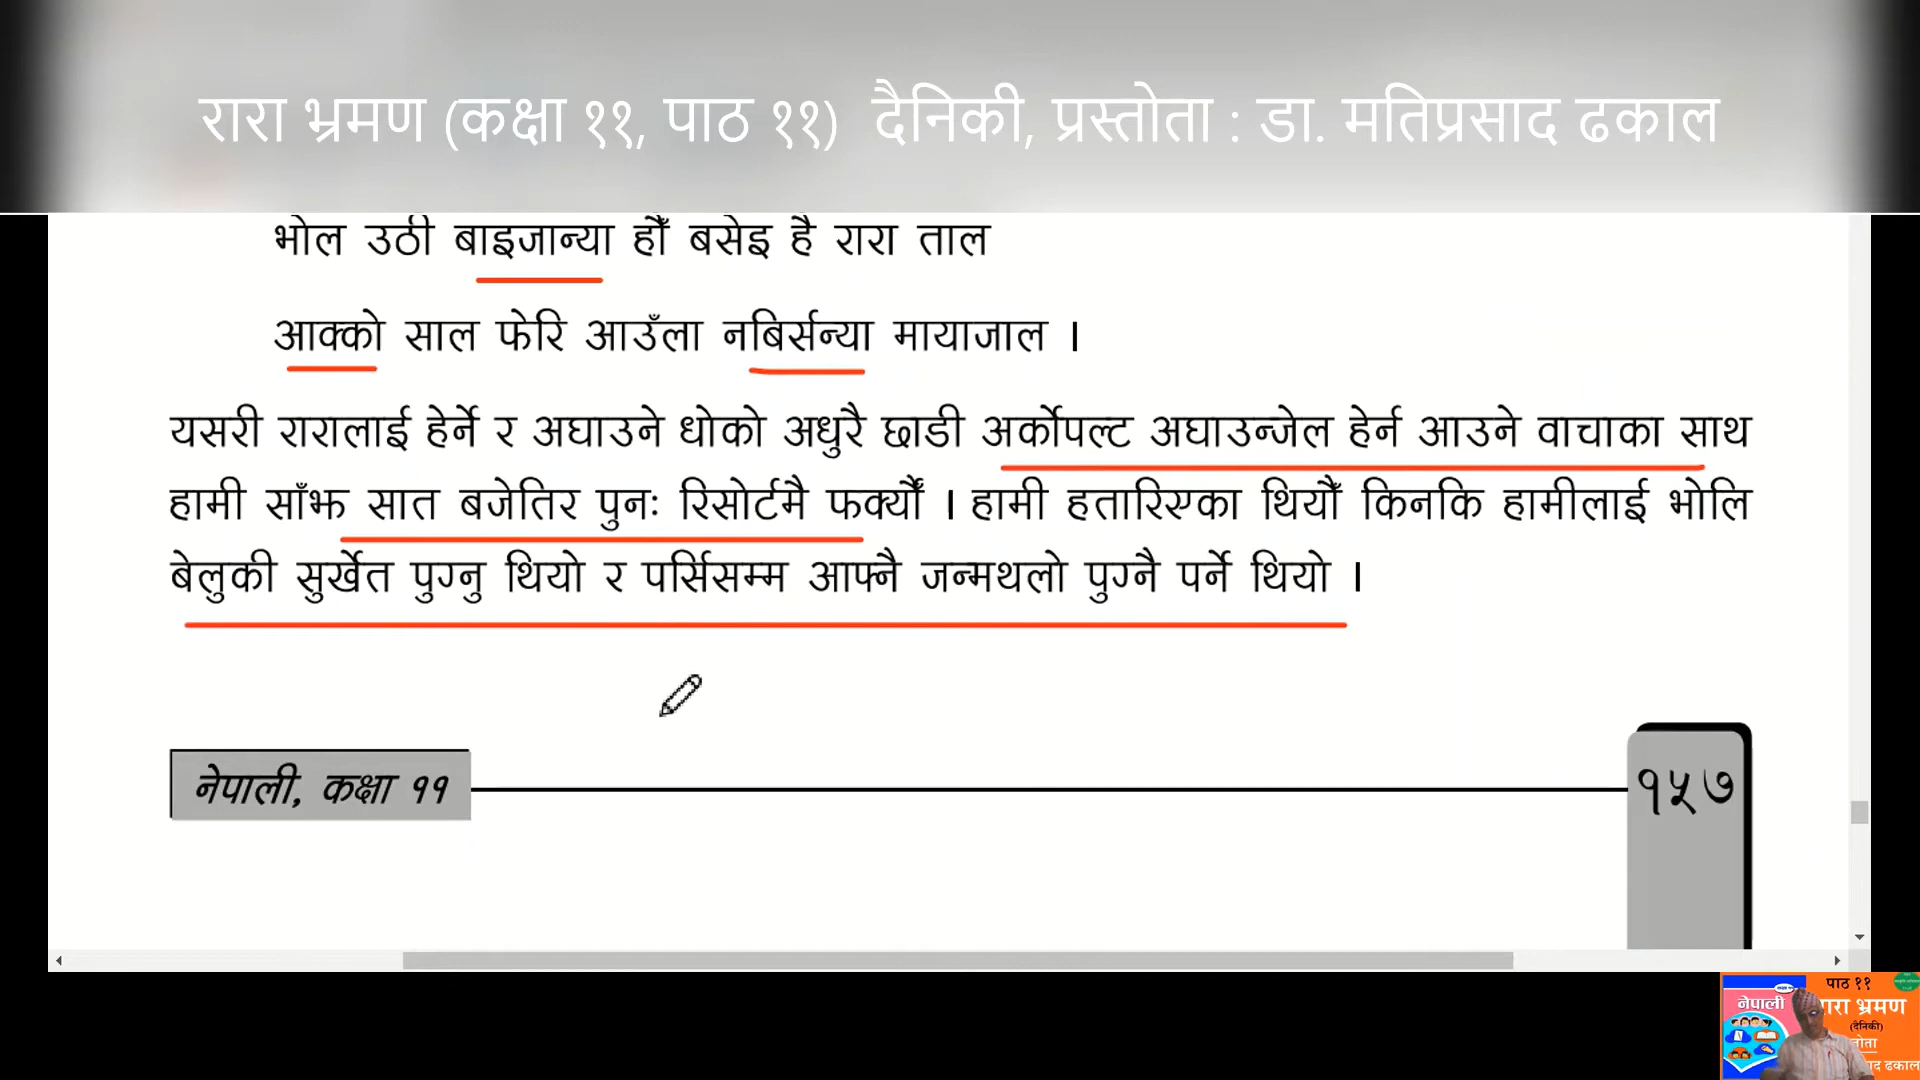 रारा भ्रमण (कक्षा ११, पाठ ११) दैनिकी, प्रस्तोता : डा. मतिप्रसाद ढकाल
भोल उठी बाइजान्या हौँ बसेइ है रारा ताल
आक्को साल फेरि आउँला नबिर्सन्या मायाजाल ।
यसरी रारालाई हेर्ने र अघाउने धोको अधुरै छाडी अर्कोपल्ट अघाउन्जेल हेर्न आउने वाचाका साथ
हामी साँझ सात बजेतिर पुनः रिसोर्टमै फर्क्यौँ । हामी हतारिएका थियौँ किनकि हामीलाई भोलि
बेलुकी सुर्खेत पुग्नु थियो र पर्सिसम्म आफ्नै जन्मथलो पुग्नै पर्ने थियो ।
नेपाली, कक्षा ११
१५७
पाठ ११
नेपाली
भ्रमण
(दैनिकी)
ढकाल